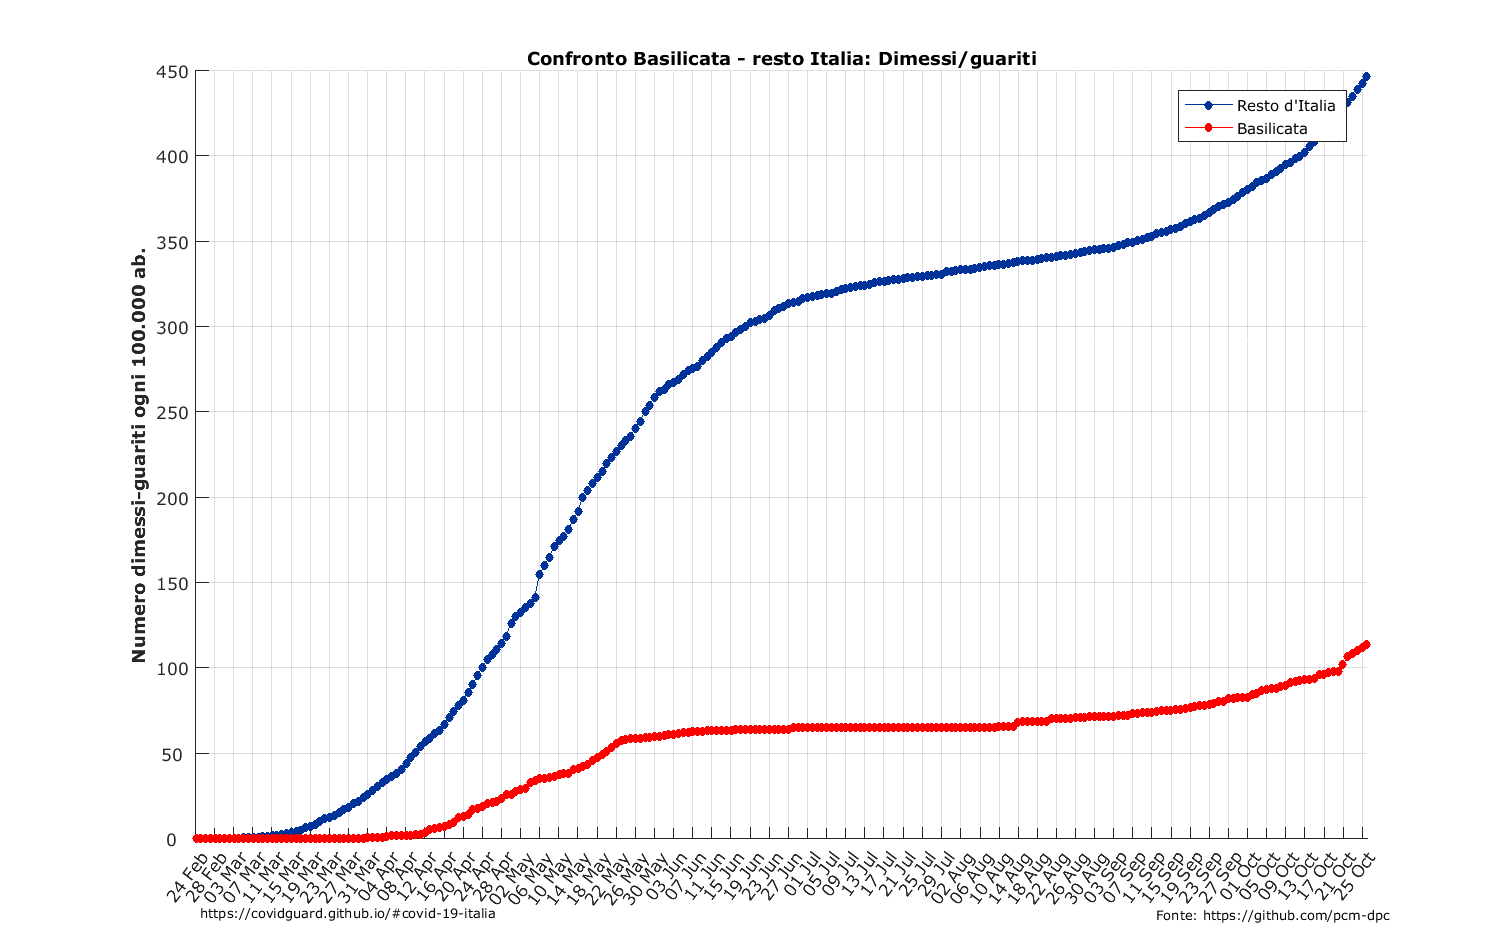 Confronto Basilicata - resto Italia: Dimessi/guariti
Numero dimessi-guariti ogni 100.000 ab.
450
400
350
300
250
200
150
100
50
0
Resto d'Italia
Basilicata
24 Feb
28 Feb
03 Mar
07 Mar
11 Mar
15 Mar
19 Mar
23 Mar
27 Mar
31 Mar
04 Apr
08 Apr
12 Apr
16 Apr
20 Apr
24 Apr
28 Apr
02 May
06 May
10 May
14 May
18 May
22 May
26 May
30 May
03 Jun
07 Jun
11 Jun
15 Jun
19 Jun
23 Jun
27 Jun
01 Jul
05 Jul
09 Jul
13 Jul
17 Jul
21 Jul
25 Jul
29 Jul
02 Aug
06 Aug
10 Aug
14 Aug
18 Aug
22 Aug
26 Aug
30 Aug
03 Sep
07 Sep
11 Sep
15 Sep
19 Sep
23 Sep
27 Sep
01 Oct
05 Oct
09 Oct
13 Oct
17 Oct
21 Oct
25 Oct
https://covidguard.github.io/#covid-19-italia
Fonte: https://github.com/pcm-dpc